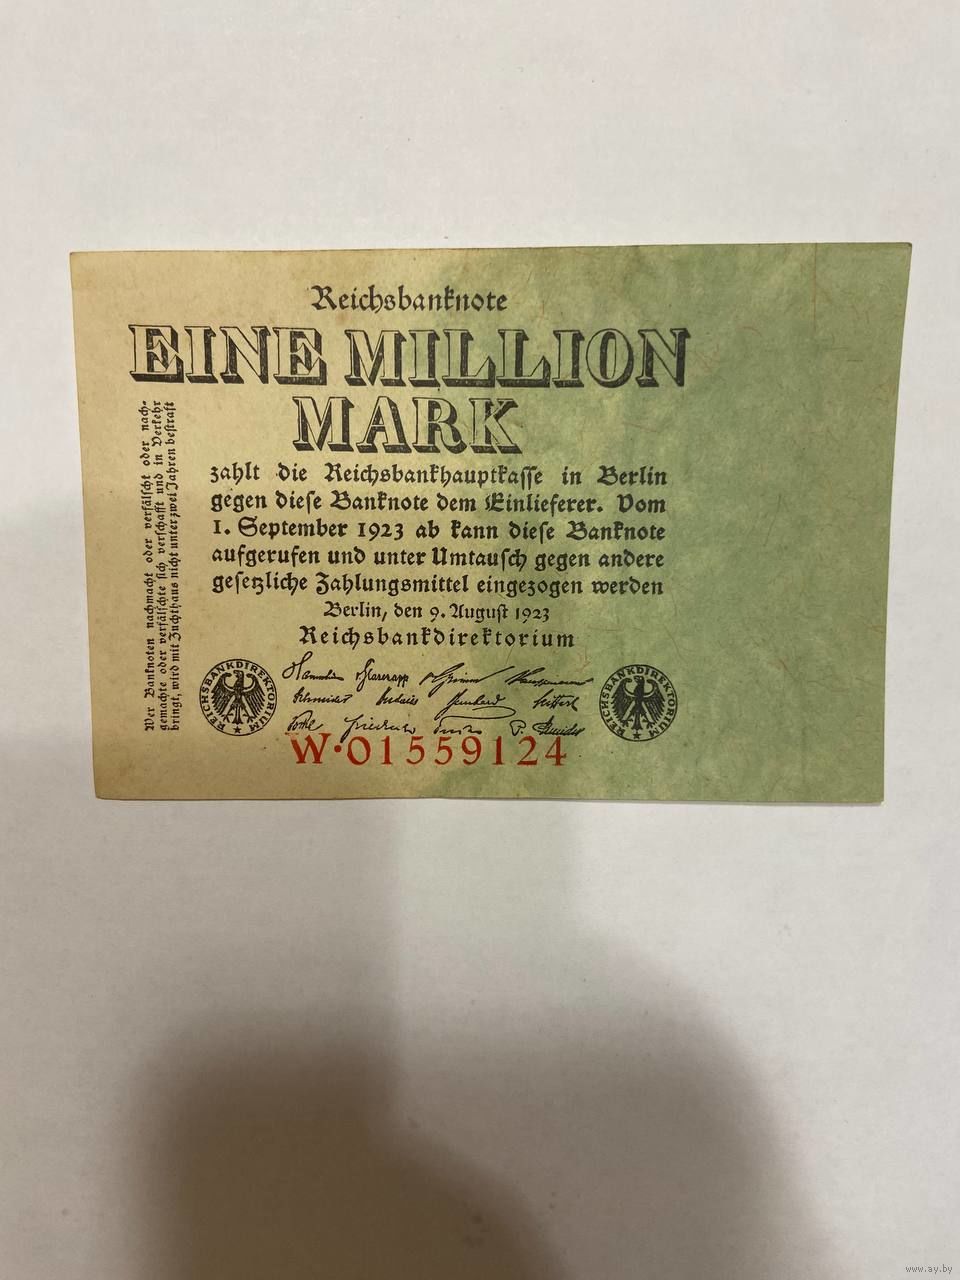 Reichsbanknote
EINE MILLION
MARK
zahlt die Reichsbankhauptkasse in Berlin
gegen diese Banknote dem Einlieferer. Vom
1. September 1923 ab kann diese Banknote
aufgerufen und unter Umtausch gegen andere
gesetzliche Zahlungsmittel eingezogen werden
Berlin, den 9. August 1923
Reichsbankdirektorium
Wer Banknoten nachmacht oder verfälscht oder nach-
gemachte oder verfälschte sich verschafft und in Verkehr
bringt, wird mit Zuchthaus nicht unter zwei Jahren bestraft
REICHSBANKDIREKTORIUM
REICHSBANKDIREKTORIUM
W·01559124
www.ay.by